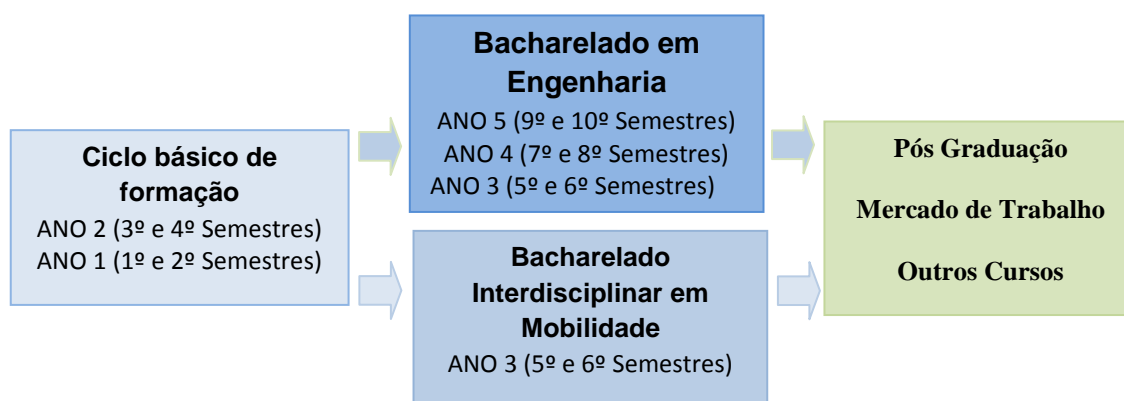 Ciclo básico de
formação
ANO 2 (3º e 4º Semestres)
ANO 1 (1º e 2º Semestres)
Bacharelado em
Engenharia
ANO 5 (9º e 10º Semestres)
ANO 4 (7º e 8º Semestres)
ANO 3 (5º e 6º Semestres)
Bacharelado
Interdisciplinar em
Mobilidade
ANO 3 (5º e 6º Semestres)
Pós Graduação
Mercado de Trabalho
Outros Cursos